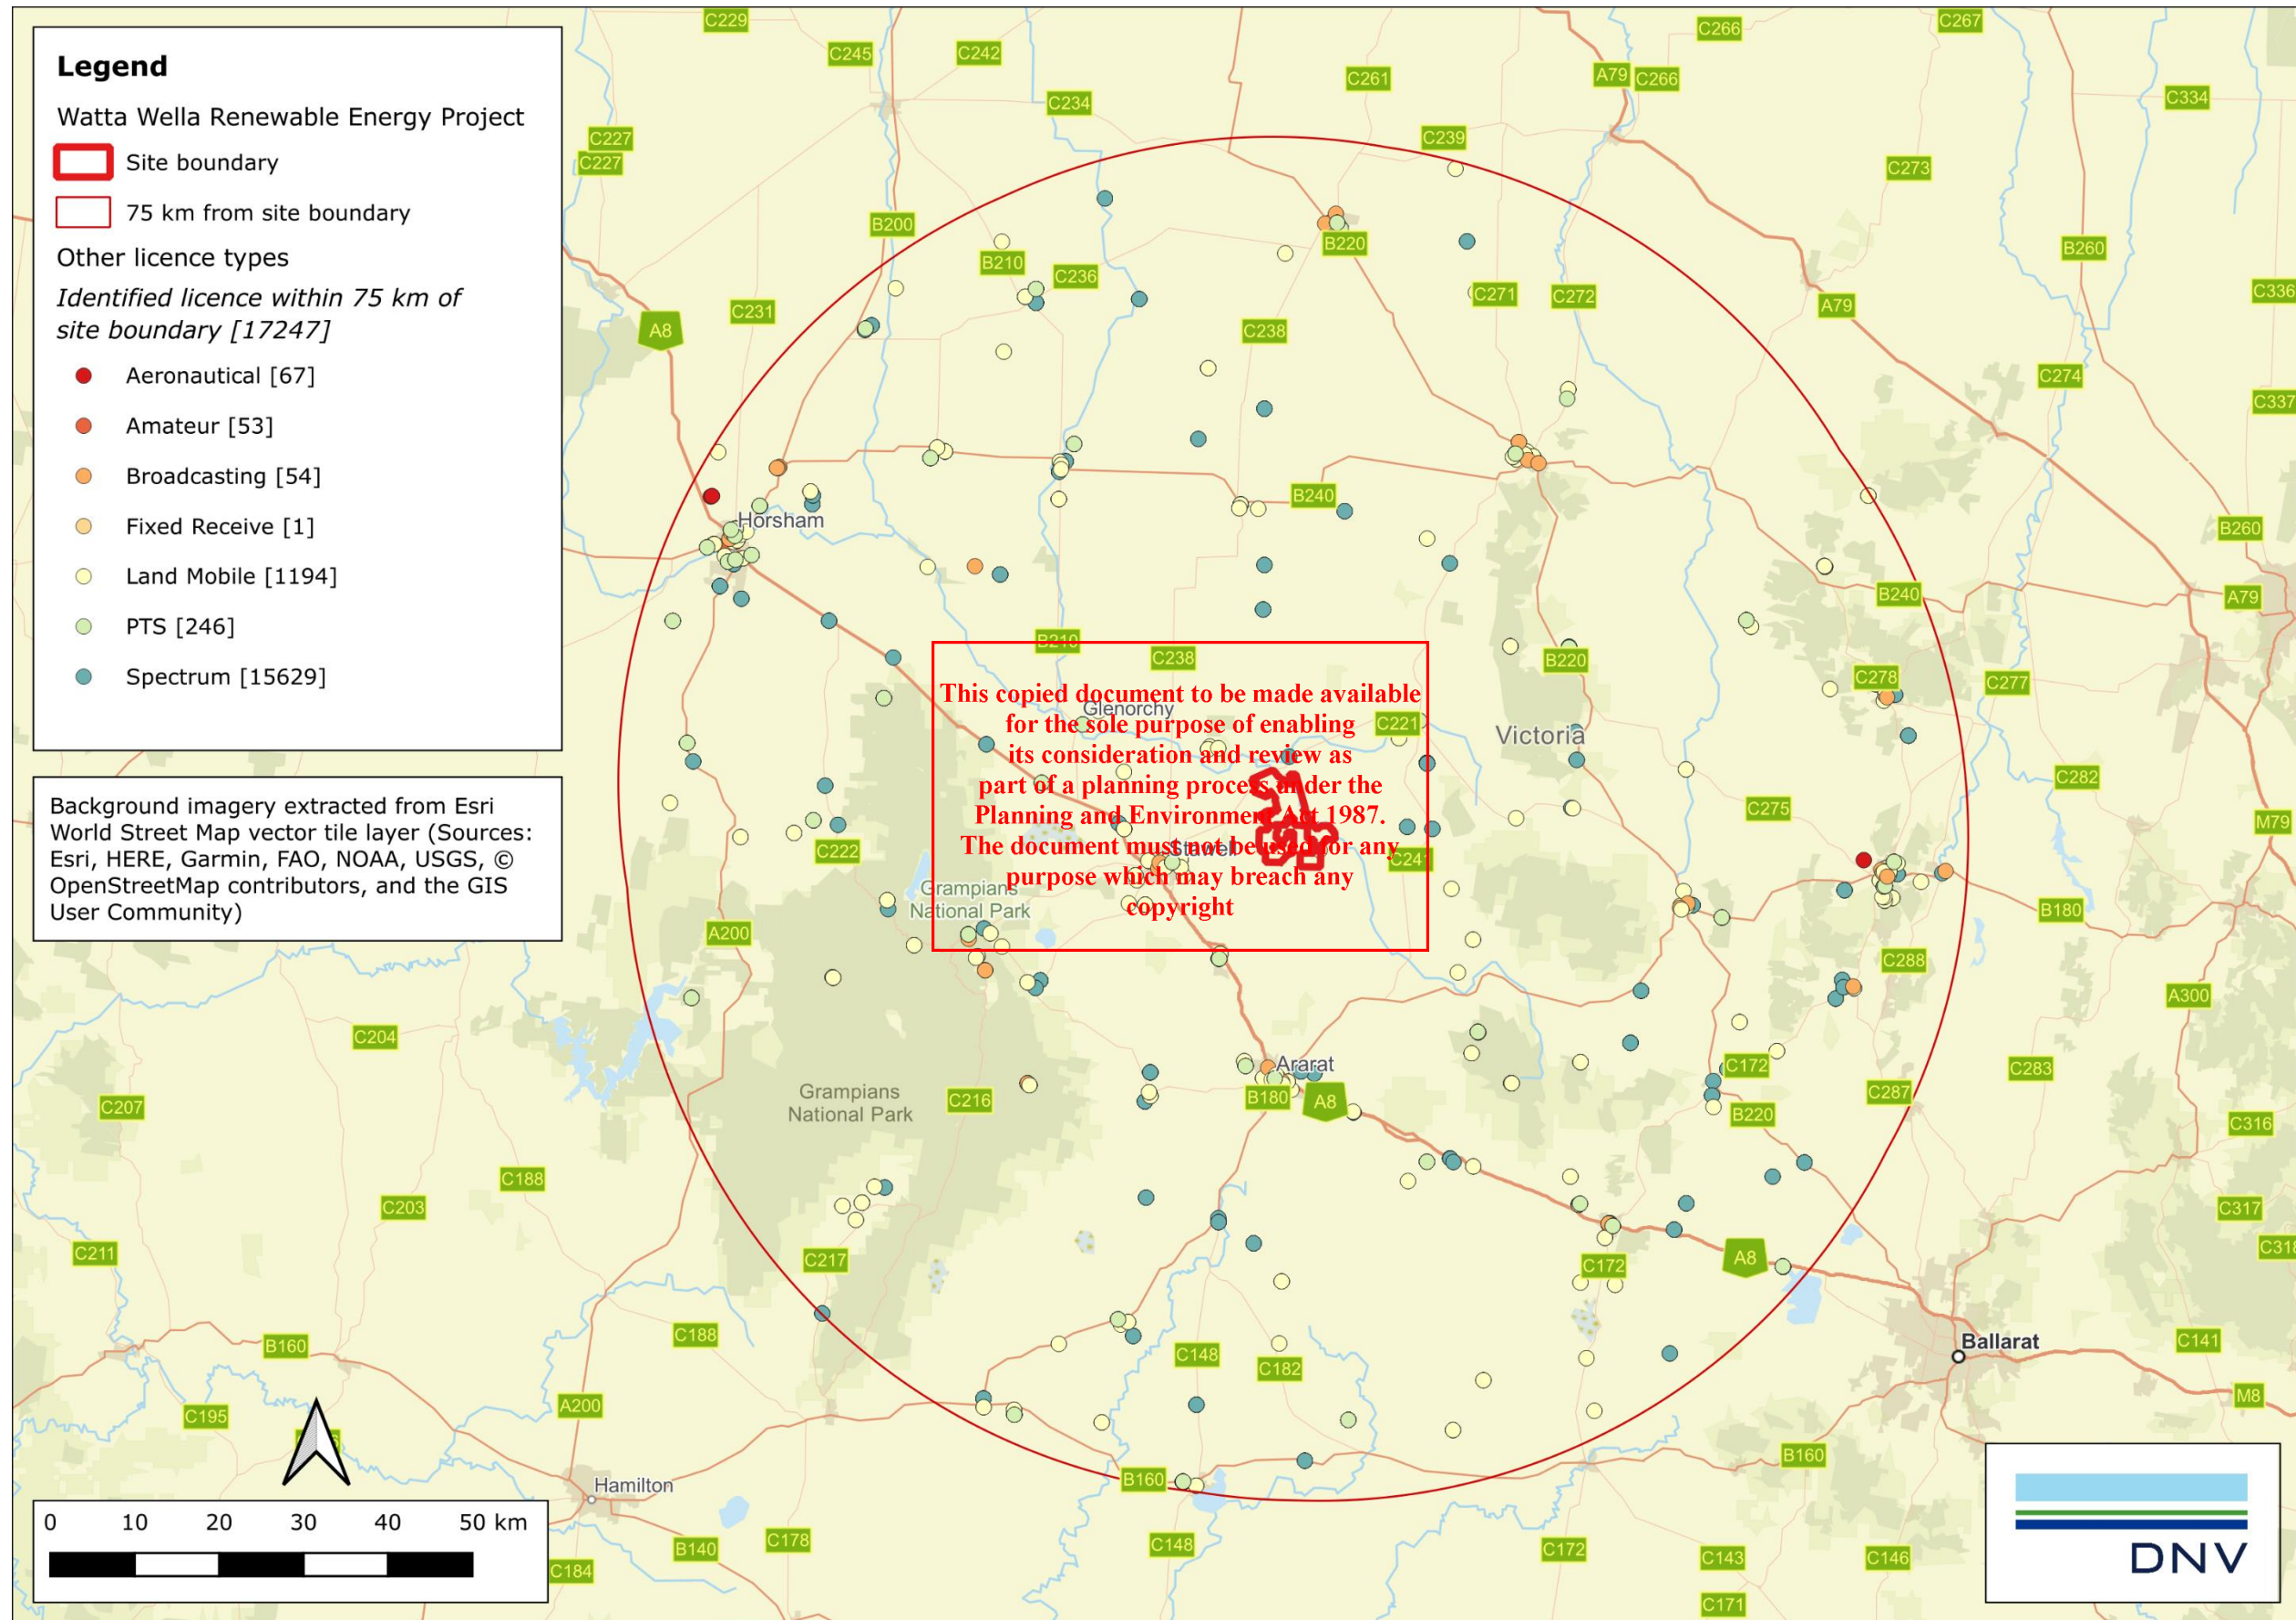 Legend
Watta Wella Renewable Energy Project
Site boundary
75 km from site boundary
Other licence types
Identified licence within 75 km of
site boundary [17247]
Aeronautical [67]
Amateur [53]
Broadcasting [54]
Fixed Receive [1]
Land Mobile [1194]
PTS [246]
Spectrum [15629]
Background imagery extracted from Esri
World Street Map vector tile layer (Sources:
Esri, HERE, Garmin, FAO, NOAA, USGS, ©
OpenStreetMap contributors, and the GIS
User Community)
C229
C245
C242
C234
C261
A79
C266
C266
C267
C334
C227
C227
C239
C273
B200
B210
C236
B220
B260
C231
A8
C238
C271
C272
A79
C336
C274
C337
Horsham
B240
B260
B240
A79
B210
C238
B220
C278
C277
Glenorchy
C221
Victoria
This copied document to be made available
for the sole purpose of enabling
its consideration and review as
part of a planning process under the
Planning and Environment Act 1987.
The document must not be used for any
purpose which may breach any
copyright
Stawell
C241
C222
C275
C282
M79
Grampians
National Park
A200
B180
C288
A300
C204
Ararat
B180
A8
C172
C283
Grampians
National Park
C216
C207
C287
B220
C316
C188
C203
C317
C211
C217
C172
A8
C318
B160
C188
C148
C182
Ballarat
C141
C195
A200
M8
B160
B160
Hamilton
0 10 20 30 40 50 km
C184
B140
C178
C148
C172
C143
C146
C171
DNV